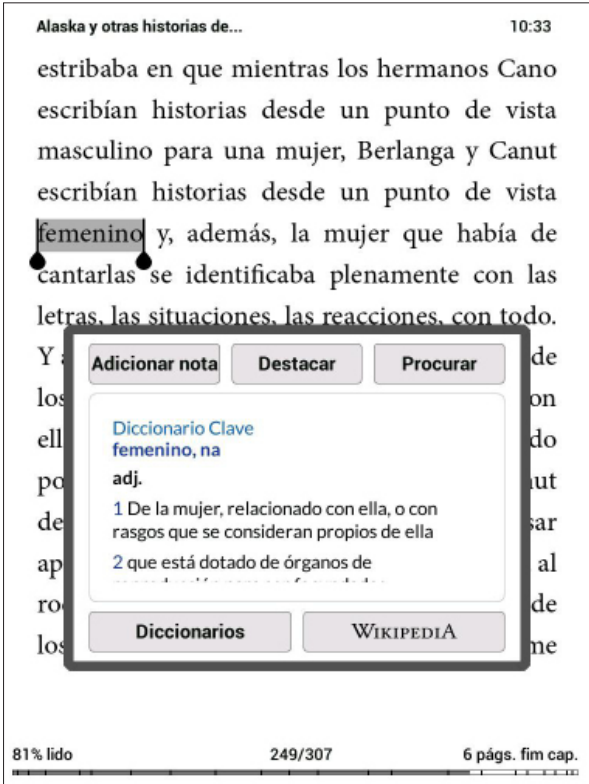 Alaska y otras historias de... 10:33
estribaba en que mientras los hermanos Cano
escribían historias desde un punto de vista
masculino para una mujer, Berlanga y Canut
escribían historias desde un punto de vista
femenino y, además, la mujer que había de
cantarlas se identificaba plenamente con las
letras, las situaciones, las reacciones, con todo.
Y de
Adicionar nota Destacar Procurar
los on
Diccionario Clave
ell do
femenino, na
adj.
po ut
1 De la mujer, relacionado con ella, o con
de sar
rasgos que se consideran propios de ella
2 que está dotado de órganos de
ap al
ro de
Diccionarios WIKIPEDIA
los me
81% lido 249/307 6 págs. fim cap.